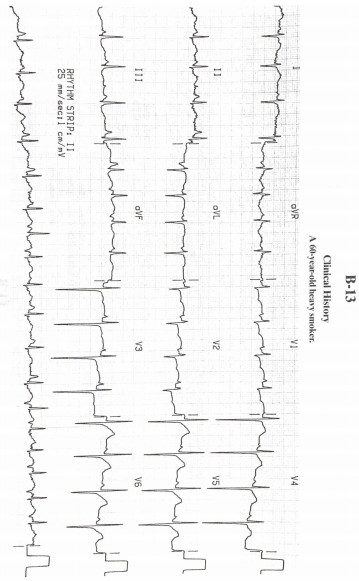 B-13
Clinical History
A 60-year-old heavy smoker.
I aVR V1 V4
II aVL V2 V5
III aVF V3 V6
RHYTHM STRIP: II
25 mm/sec;1 cm/mV